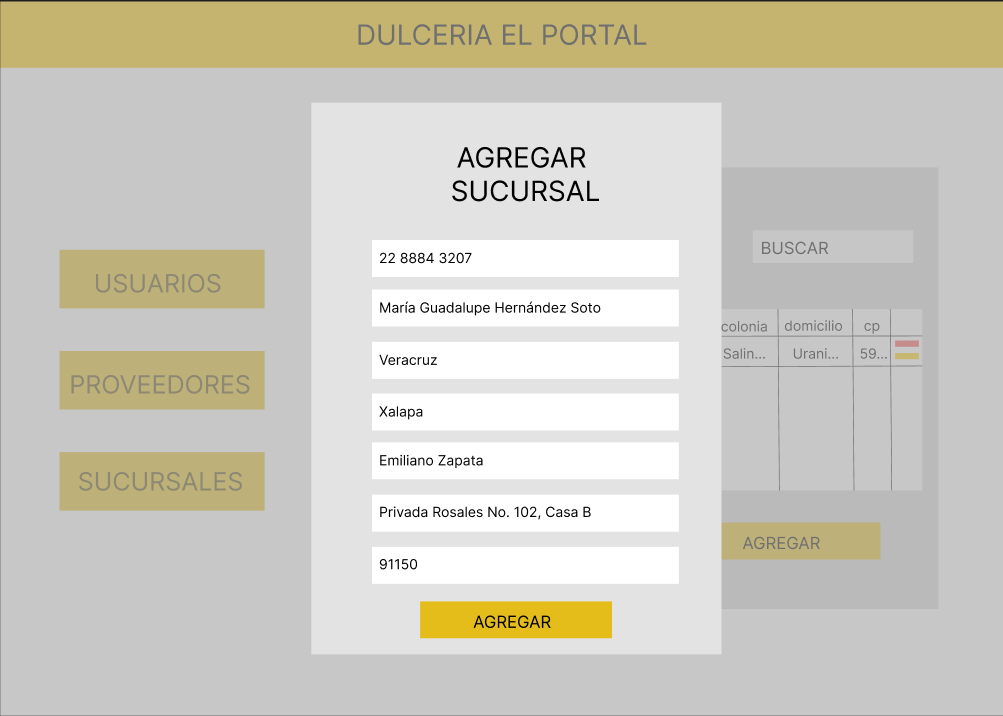 DULCERIA EL PORTAL
USUARIOS
PROVEEDORES
SUCURSALES
AGREGAR
SUCURSAL
22 8884 3207
María Guadalupe Hernández Soto
Veracruz
Xalapa
Emiliano Zapata
Privada Rosales No. 102, Casa B
91150
AGREGAR
BUSCAR
colonia domicilio cp
Salin... Urani... 59...
AGREGAR